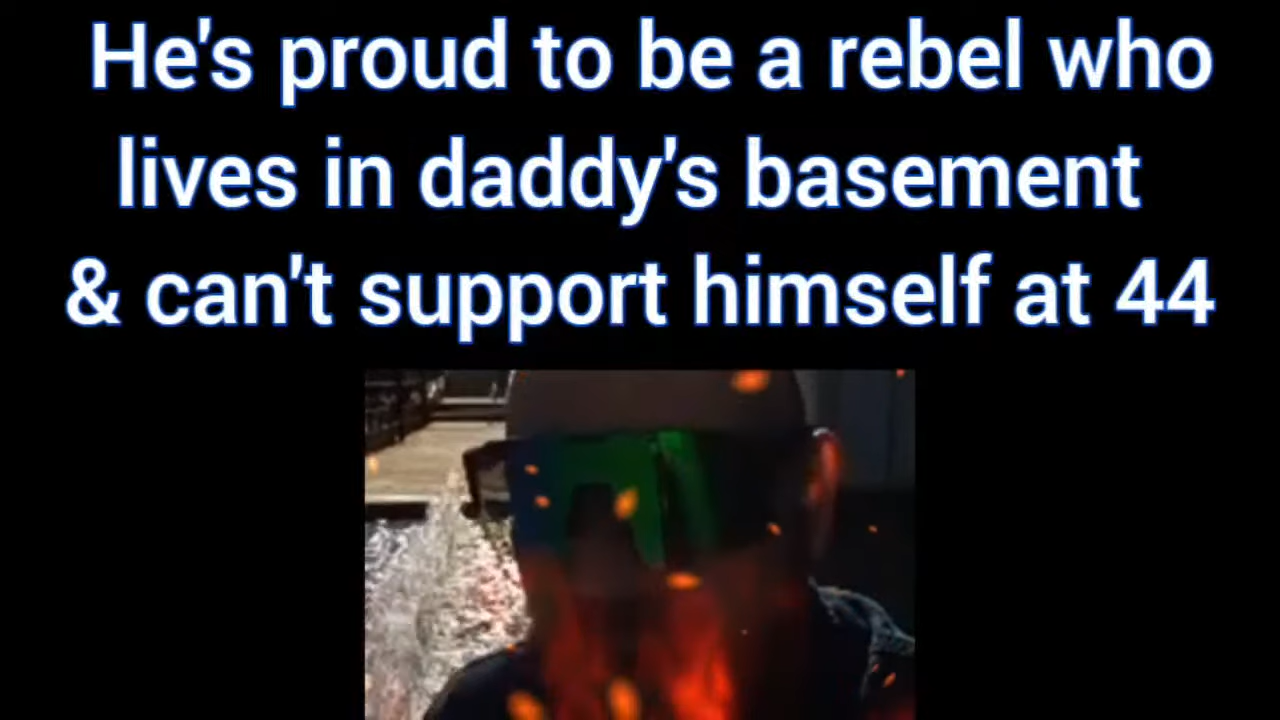 He's proud to be a rebel who
lives in daddy's basement
& can't support himself at 44